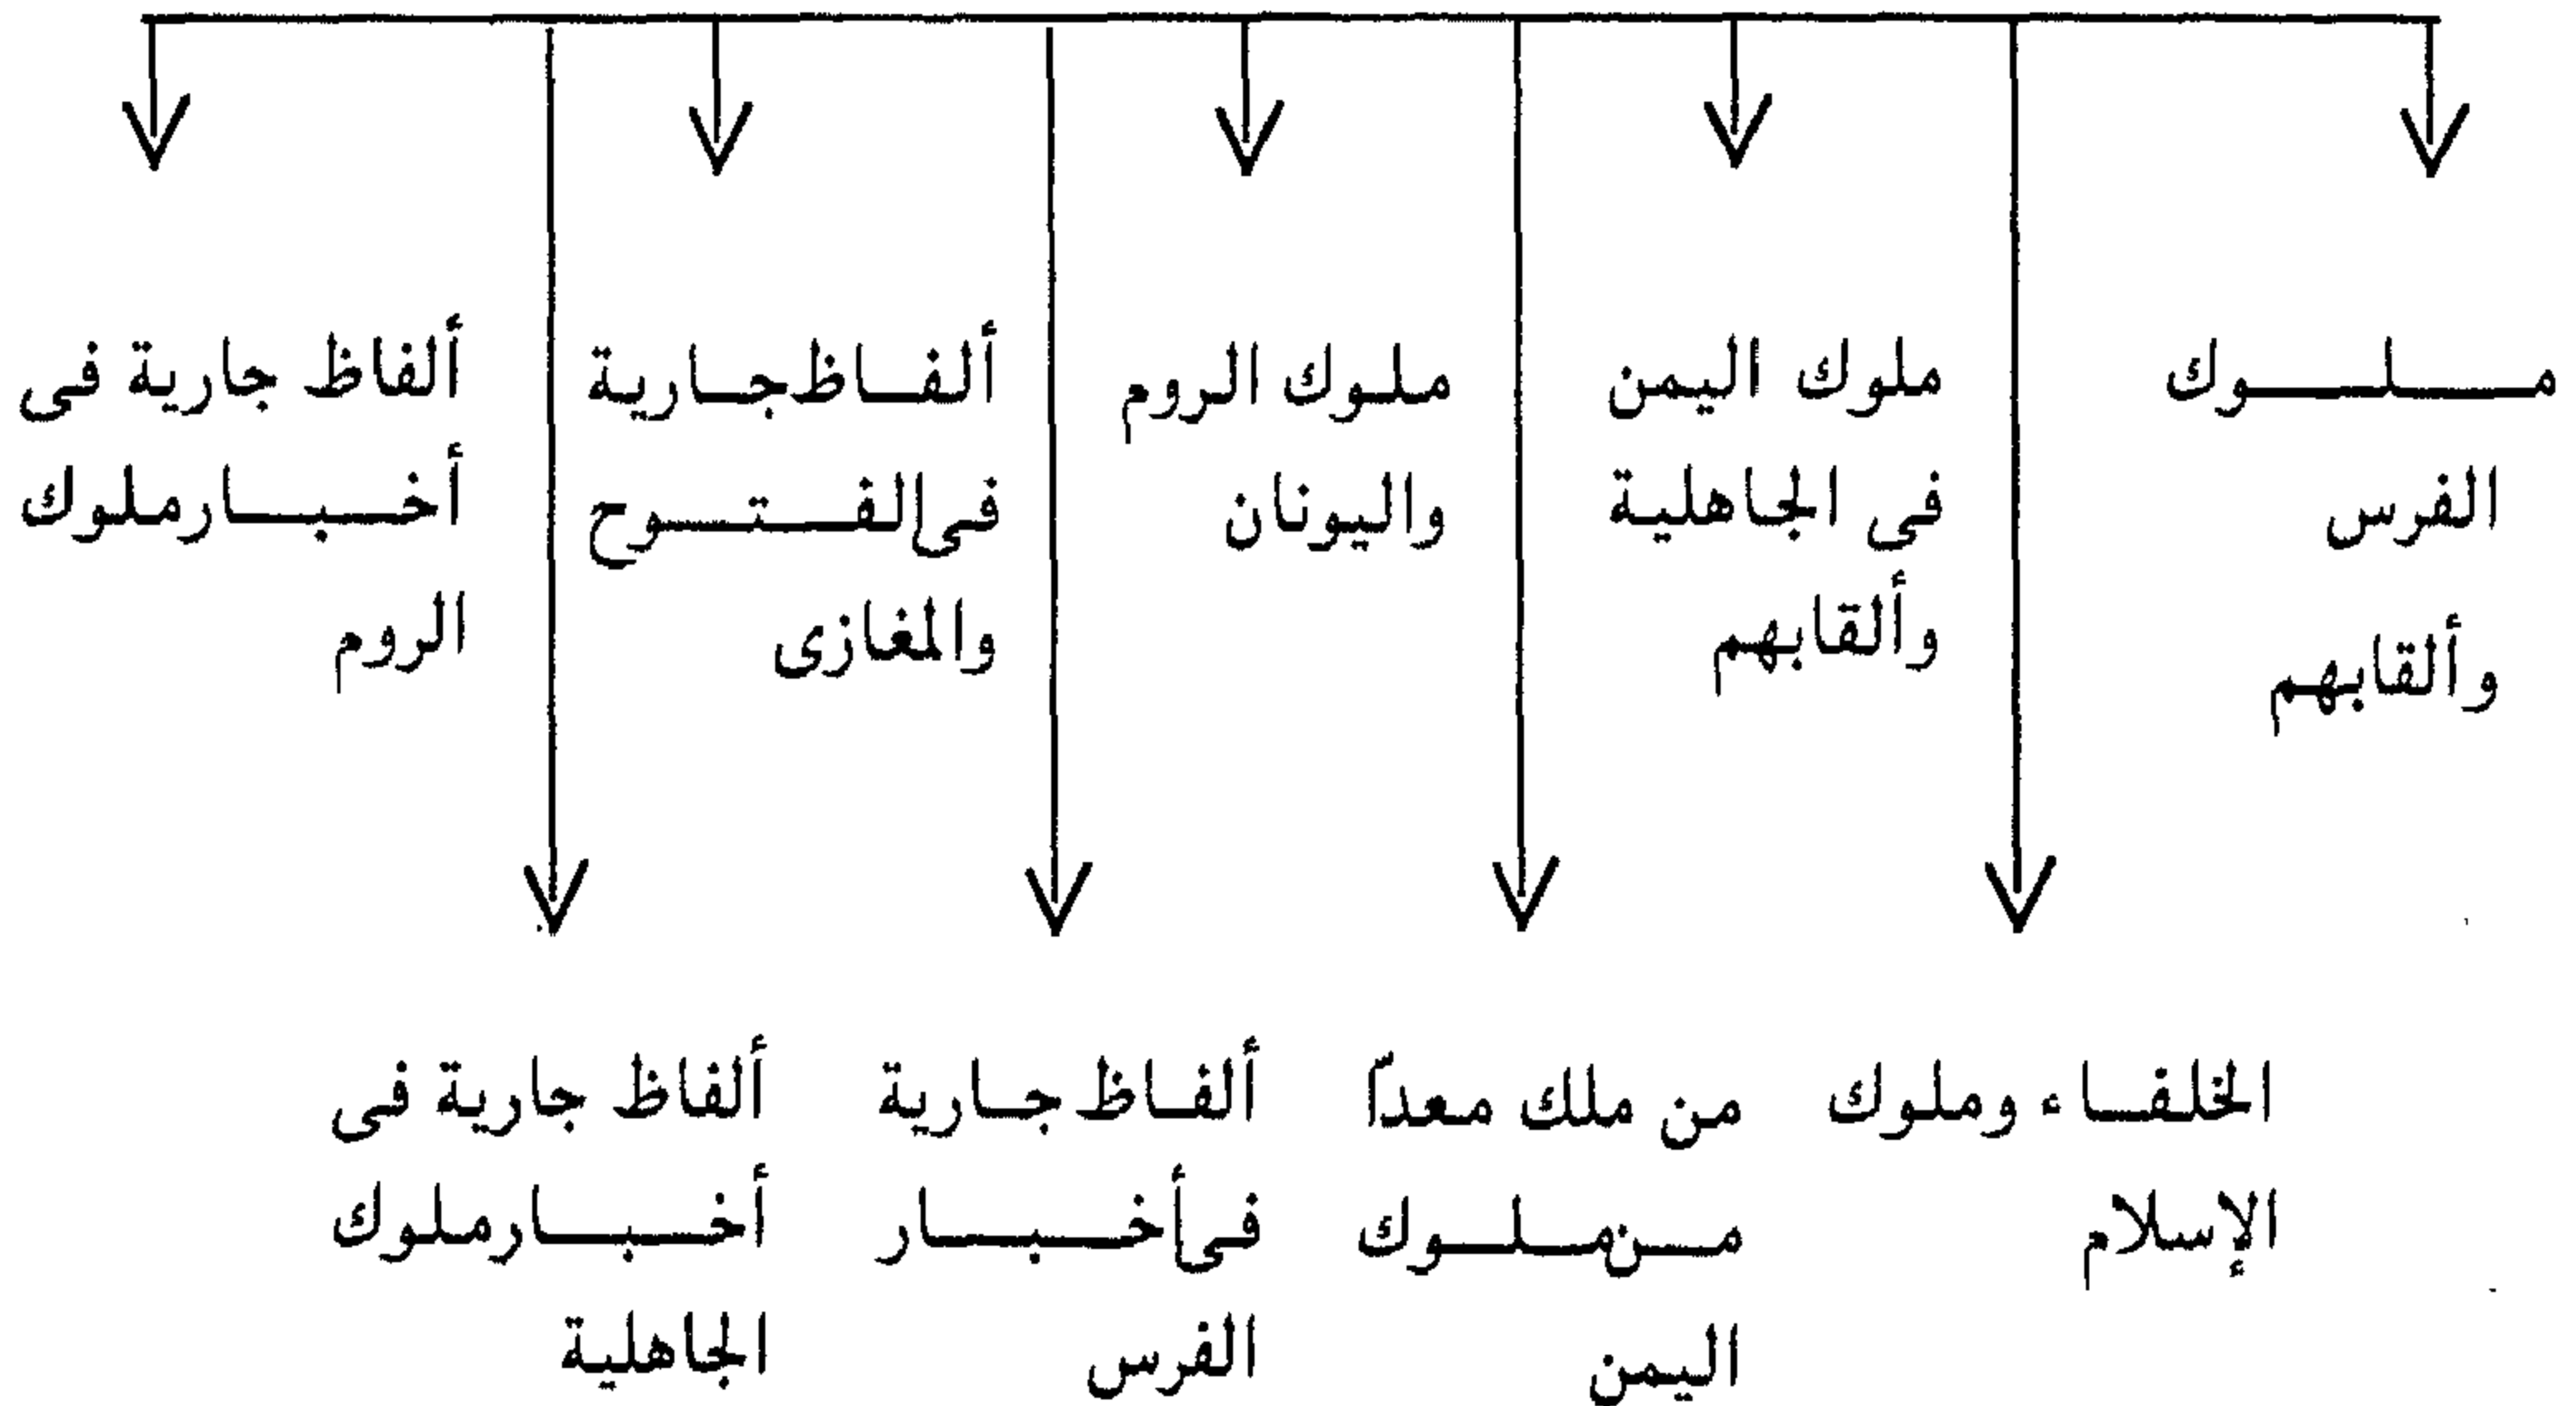 ملوك
الفرس
وألقابهم
الخلفاء وملوك
الإسلام
ملوك اليمن
فى الجاهلية
وألقابهم
من ملك معدّا
من ملوك
اليمن
ملوك الروم
واليونان
ألفاظ جارية
فى أخبار
الفرس
ألفاظ جارية
فى الفتوح
والمغازى
ألفاظ جارية فى
أخبار ملوك
الجاهلية
ألفاظ جارية فى
أخبار ملوك
الروم